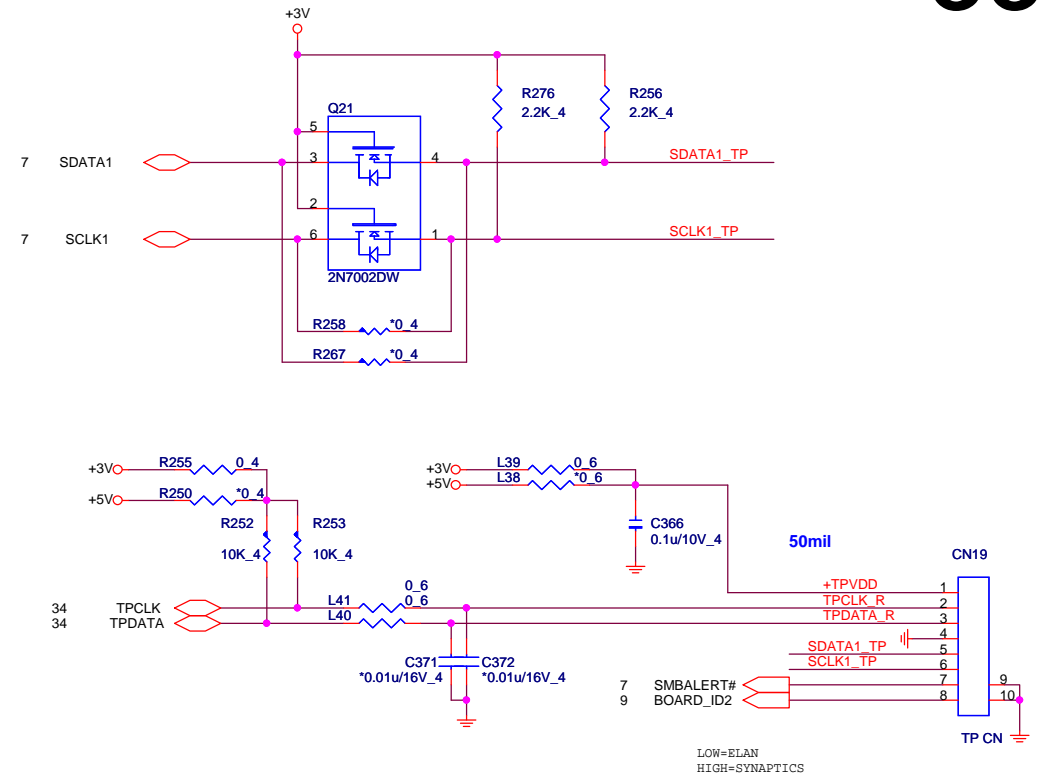 +3V
R276
2.2K_4
R256
2.2K_4
Q21
5
7 SDATA1 3 4 SDATA1_TP
2
7 SCLK1 6 1 SCLK1_TP
2N7002DW
R258 *0_4
R267 *0_4
+3V R255 0_4
+5V R250 *0_4
R252
10K_4
R253
10K_4
+3V L39 0_6
+5V L38 *0_6
C366
0.1u/10V_4
50mil
CN19
+TPVDD 1
34 TPCLK L41 0_6 TPCLK_R 2
34 TPDATA L40 0_6 TPDATA_R 3
4
SDATA1_TP 5
SCLK1_TP 6
C371
*0.01u/16V_4
C372
*0.01u/16V_4
7 SMBALERT# 7 9
9 BOARD_ID2 8 10
TP CN
LOW=ELAN
HIGH=SYNAPTICS